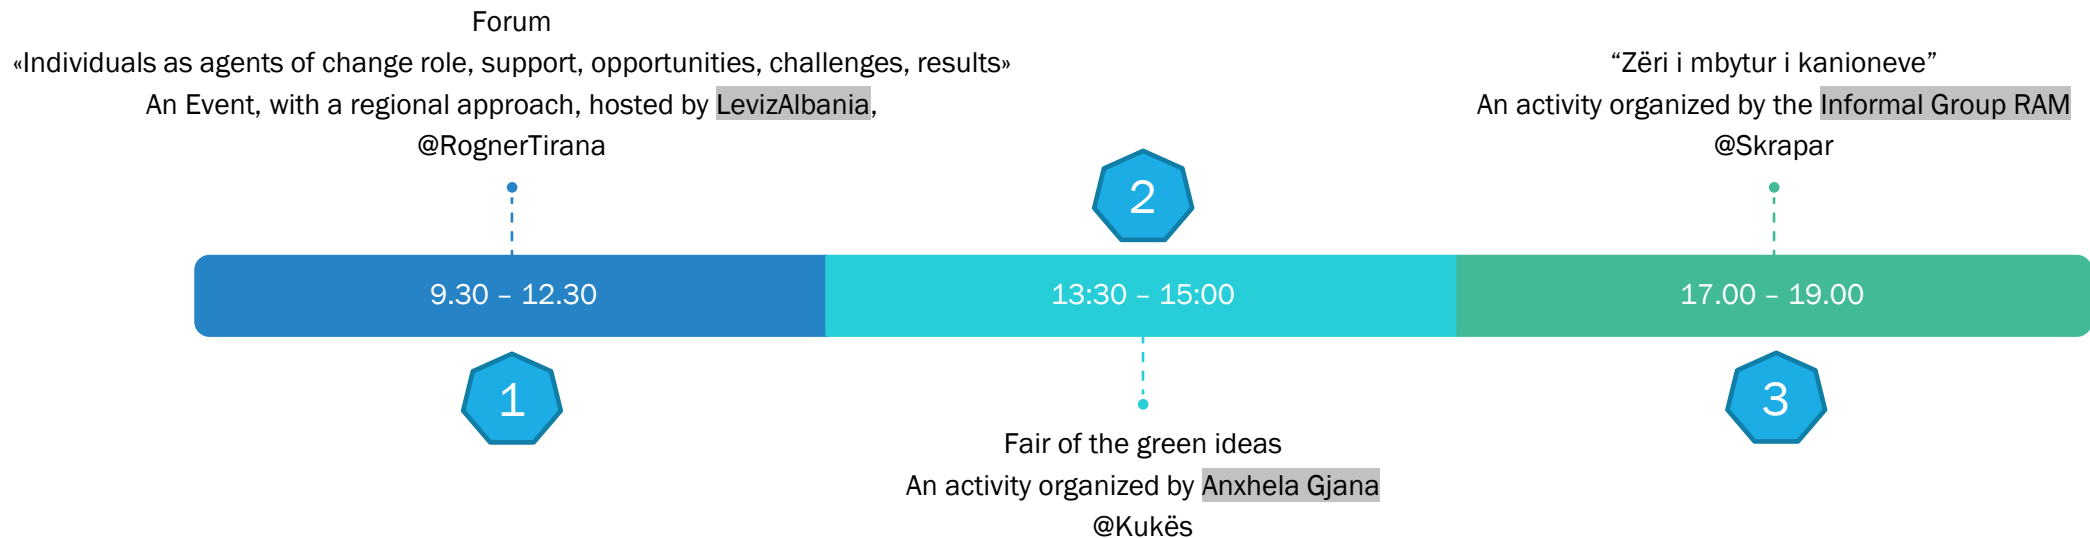 Forum
«Individuals as agents of change role, support, opportunities, challenges, results»
An Event, with a regional approach, hosted by LevizAlbania,
@RognerTirana
9.30 – 12.30
1
2
13:30 – 15:00
Fair of the green ideas
An activity organized by Anxhela Gjana
@Kukës
“Zëri i mbytur i kanioneve”
An activity organized by the Informal Group RAM
@Skrapar
17.00 – 19.00
3